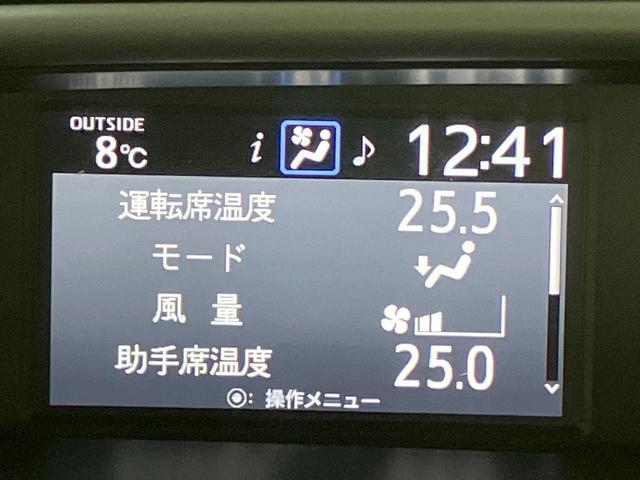 OUTSIDE
8℃ i ♪ 12:41
運転席温度 25.5
モード
風量
助手席温度 25.0
: 操作メニュー